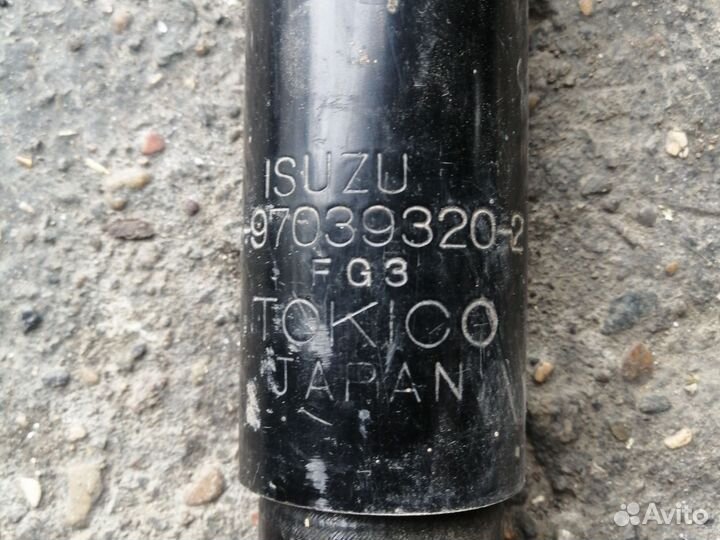 ISUZU
-97039320-2
FG3
TOKICO
JAPAN
Avito